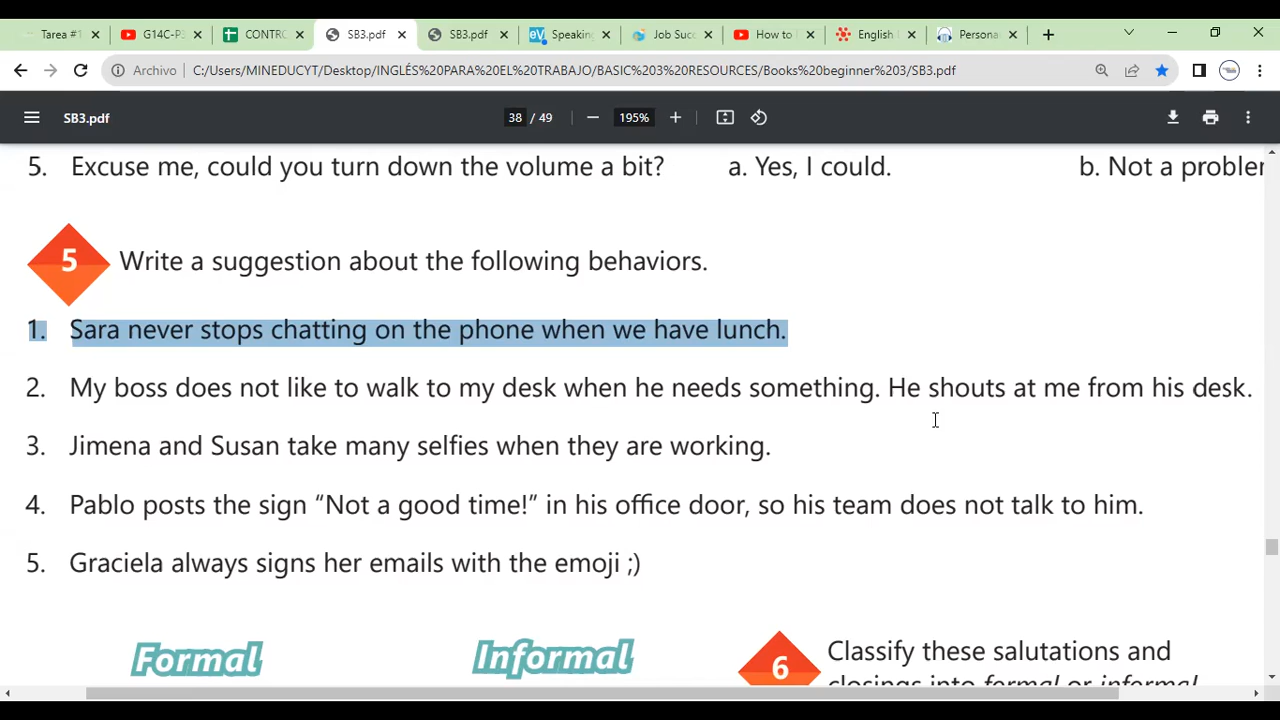 Tarea #1
G14C-P
CONTRO
SB3.pdf
SB3.pdf
Speaking
Job Suc
How to
English
Persona
Archivo
C:/Users/MINEDUCYT/Desktop/INGLÉS%20PARA%20EL%20TRABAJO/BASIC%203%20RESOURCES/Books%20beginner%203/SB3.pdf
SB3.pdf
38 / 49
195%
5. Excuse me, could you turn down the volume a bit? a. Yes, I could. b. Not a probler
5 Write a suggestion about the following behaviors.
1. Sara never stops chatting on the phone when we have lunch.
2. My boss does not like to walk to my desk when he needs something. He shouts at me from his desk.
3. Jimena and Susan take many selfies when they are working.
4. Pablo posts the sign “Not a good time!” in his office door, so his team does not talk to him.
5. Graciela always signs her emails with the emoji ;)
Formal
Informal
6 Classify these salutations and
closings into formal or informal